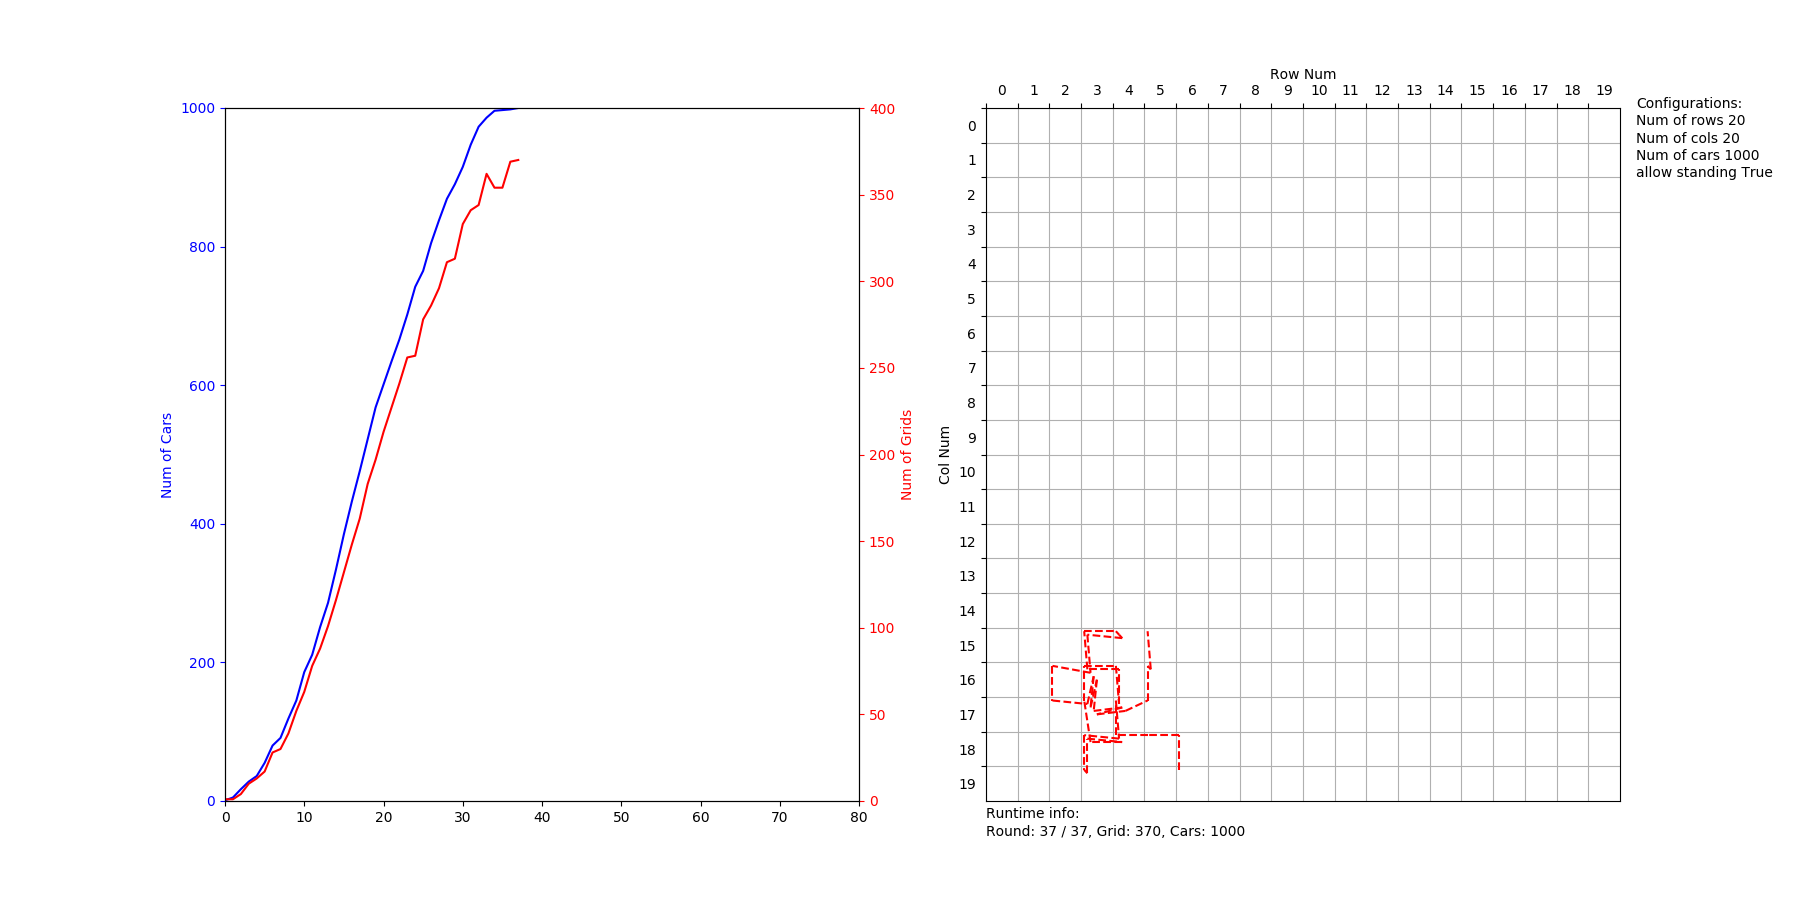 1000
800
600
400
200
0
Num of Cars
0 10 20 30 40 50 60 70 80
400
350
300
250
200
150
100
50
0
Num of Grids
Row Num
0 1 2 3 4 5 6 7 8 9 10 11 12 13 14 15 16 17 18 19
Col Num
0
1
2
3
4
5
6
7
8
9
10
11
12
13
14
15
16
17
18
19
Configurations:
Num of rows 20
Num of cols 20
Num of cars 1000
allow standing True
Runtime info:
Round: 37 / 37, Grid: 370, Cars: 1000